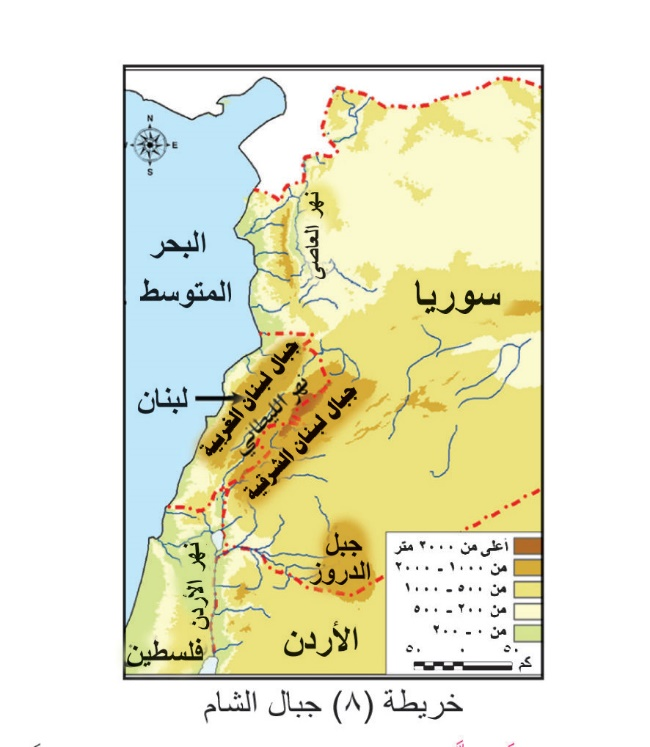 N
E
S
البحر
المتوسط
نهر العاصى
سوريا
لبنان
جبال لبنان الغربية
نهر الليطاني
جبال لبنان الشرقية
جبل
الدروز
نهر الأردن
فلسطين
الأردن
أعلى من ٢٠٠٠ متر
من ١٠٠٠ - ٢٠٠٠
من ٥٠٠ - ١٠٠٠
من ٢٠٠ - ٥٠٠
من ٠ - ٢٠٠
٥٠ ٠ ٥٠
كم
خريطة (٨) جبال الشام